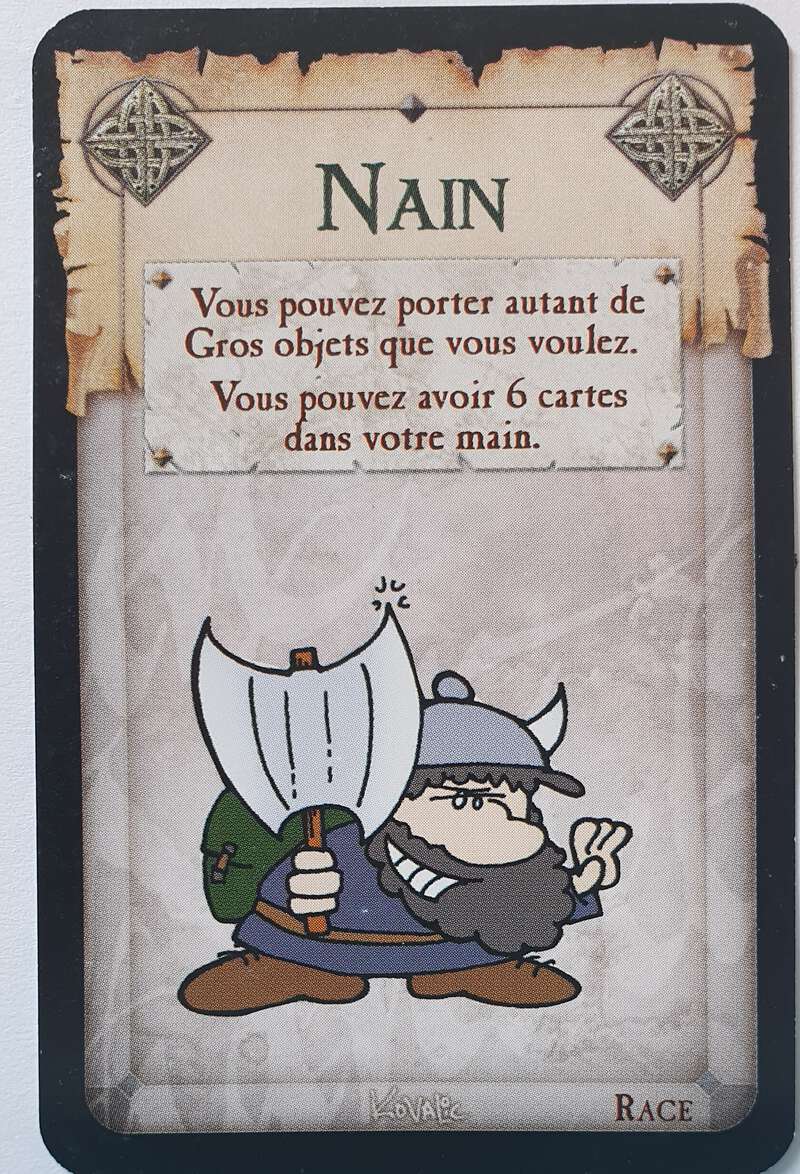 Nain
Vous pouvez porter autant de
Gros objets que vous voulez.
Vous pouvez avoir 6 cartes
dans votre main.
Kovalic
Race